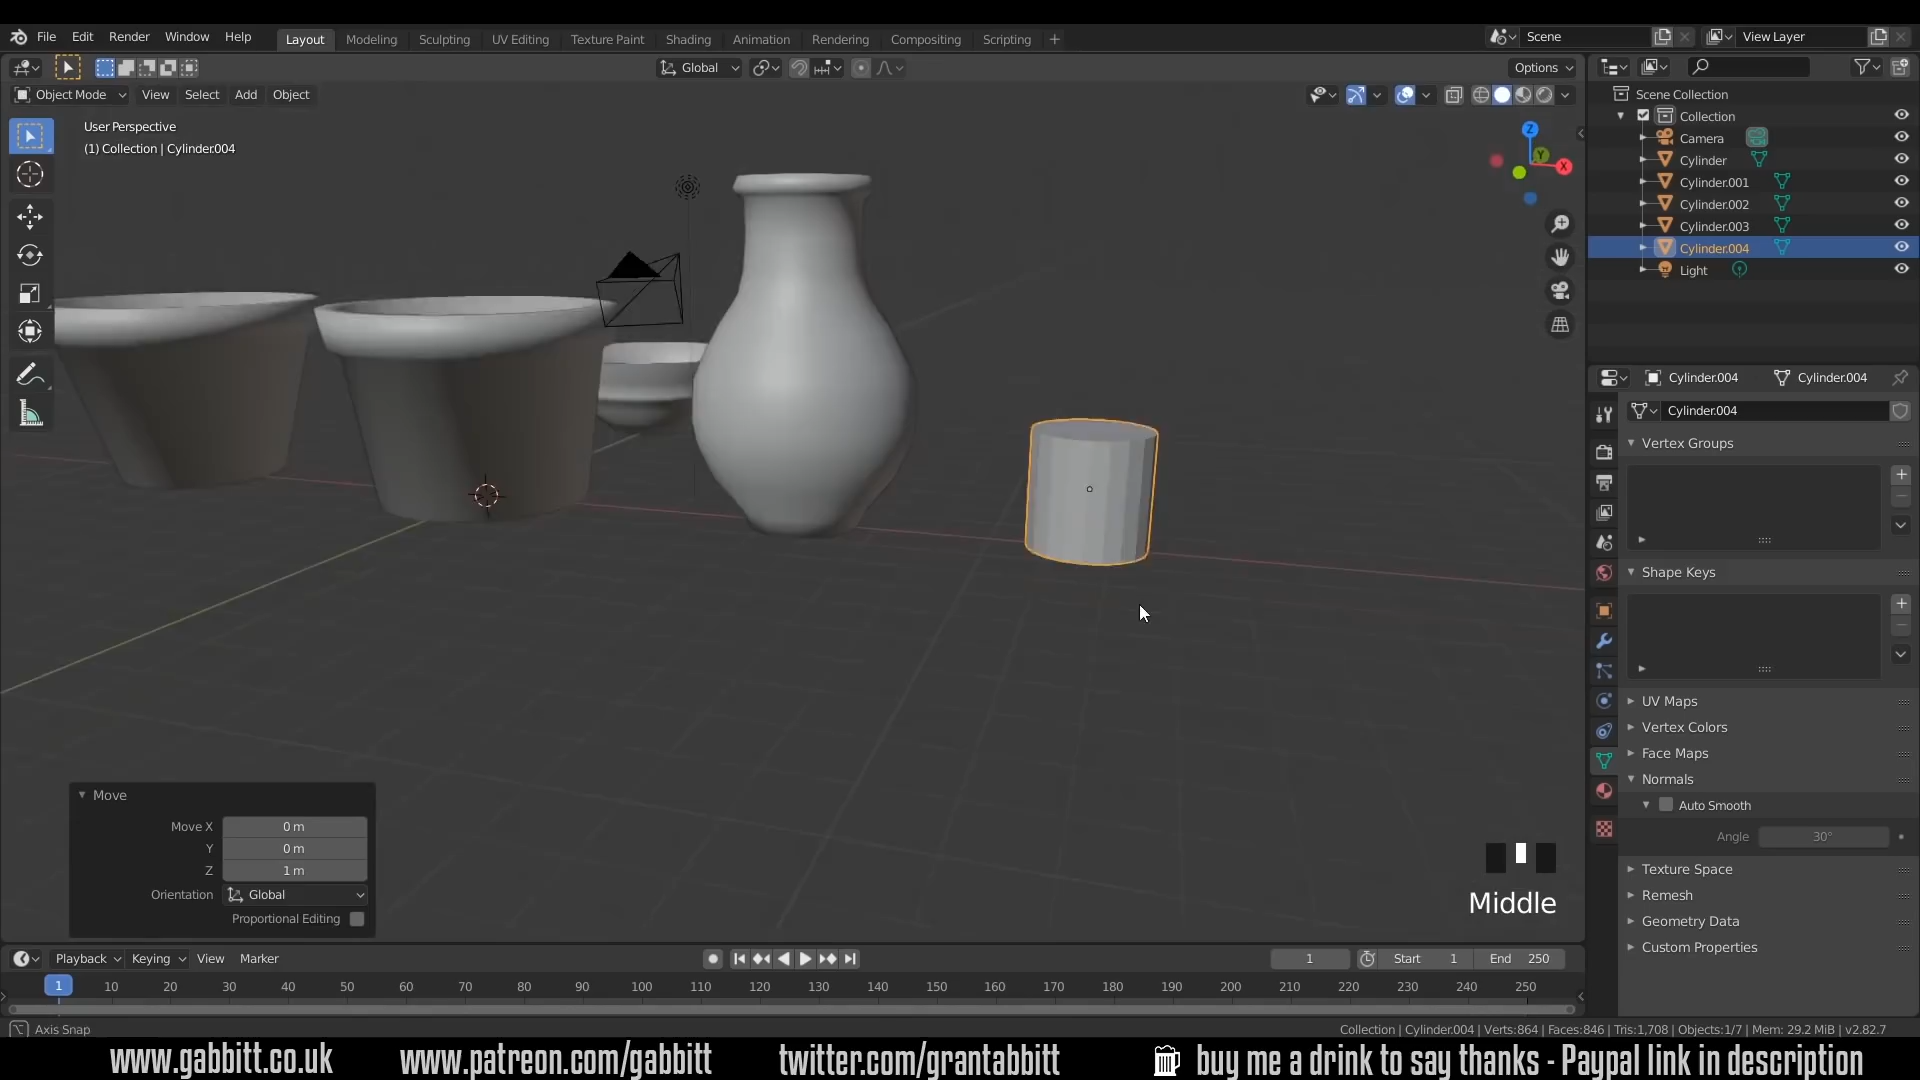 File Edit Render Window Help Layout Modeling Sculpting UV Editing Texture Paint Shading Animation Rendering Compositing Scripting + Scene View Layer
Global Options
Object Mode View Select Add Object
User Perspective
(1) Collection | Cylinder.004
Z
Y
X
Scene Collection
Collection
Camera
Cylinder
Cylinder.001
Cylinder.002
Cylinder.003
Cylinder.004
Light
Cylinder.004 Cylinder.004
Cylinder.004
Vertex Groups
Shape Keys
UV Maps
Vertex Colors
Face Maps
Normals
Auto Smooth
Angle 30°
Texture Space
Remesh
Geometry Data
Custom Properties
Move
Move X 0 m
Y 0 m
Z 1 m
Orientation Global
Proportional Editing
Middle
Playback Keying View Marker 1 Start 1 End 250
1 10 20 30 40 50 60 70 80 90 100 110 120 130 140 150 160 170 180 190 200 210 220 230 240 250
Axis Snap Collection | Cylinder.004 | Verts:864 | Faces:846 | Tris:1,708 | Objects:1/7 | Mem: 29.2 MiB | v2.82.7
www.gabbitt.co.uk www.patreon.com/gabbitt twitter.com/grantabbitt buy me a drink to say thanks - Paypal link in description